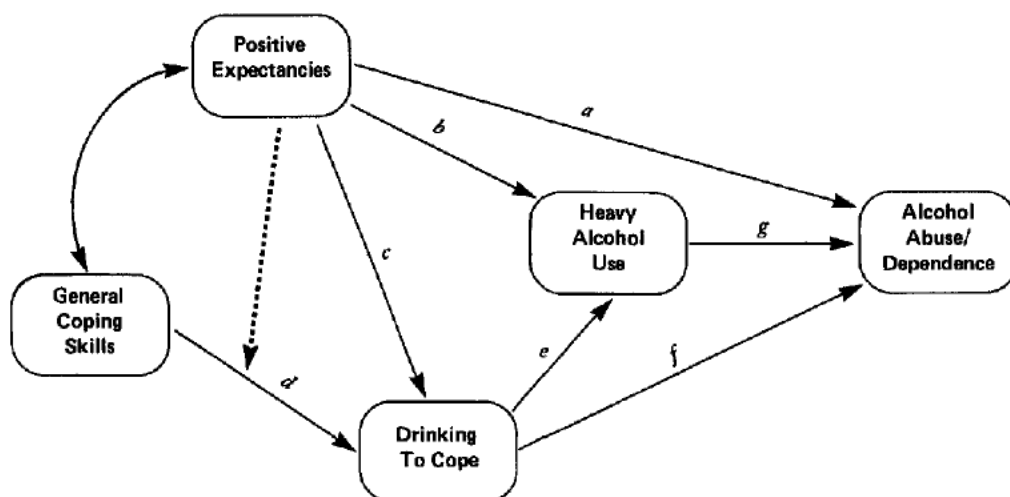 Positive
Expectancies
a
b
Heavy
Alcohol
Use
g
Alcohol
Abuse/
Dependence
c
General
Coping
Skills
d
e
f
Drinking
To Cope